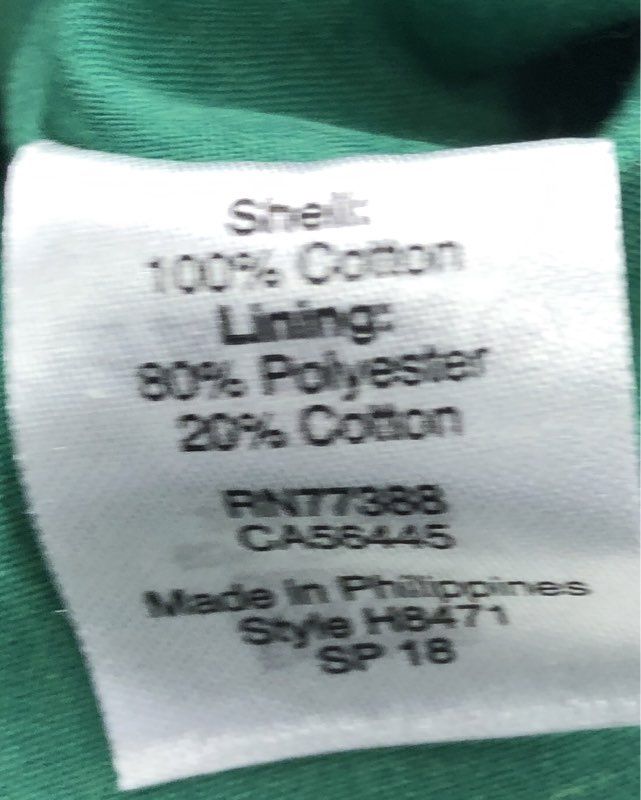 Shell:
100% Cotton
Lining:
80% Polyester
20% Cotton
RN77388
CA56445
Made in Philippines
Style H8471
SP 18